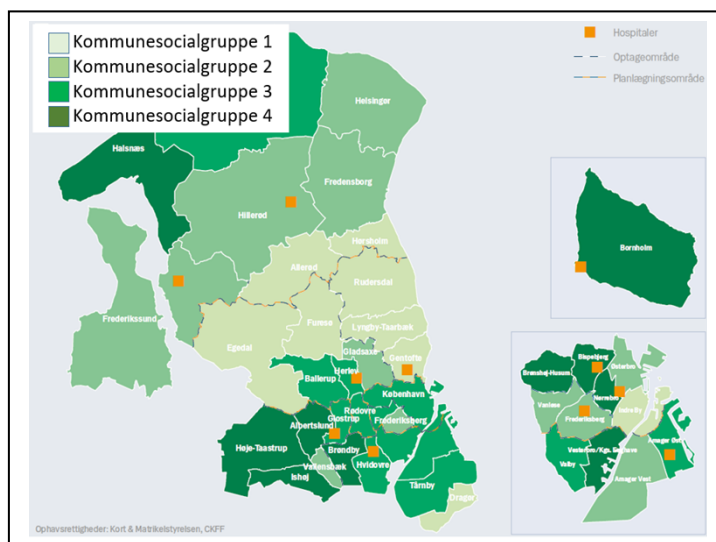 Kommunesocialgruppe 1
Kommunesocialgruppe 2
Kommunesocialgruppe 3
Kommunesocialgruppe 4
Hospitaler
Optageområde
Planlægningsområde
Helsingør
Halsnæs
Fredensborg
Hillerød
Hørsholm
Allerød
Rudersdal
Frederikssund
Furesø
Egedal
Lyngby-Taarbæk
Gladsaxe
Gentofte
Herlev
Ballerup
København
Rødovre
Glostrup
Albertslund
Frederiksberg
Høje-Taastrup
Brøndby
Vallensbæk
Hvidovre
Ishøj
Tårnby
Dragør
Bornholm
Bispebjerg
Østerbro
Brønshøj-Husum
Nørrebro
Vanløse
Indre By
Frederiksberg
Amager Øst
Vesterbro/Kgs. Enghave
Valby
Amager Vest
Ophavsrettigheder: Kort & Matrikelstyrelsen, CKFF